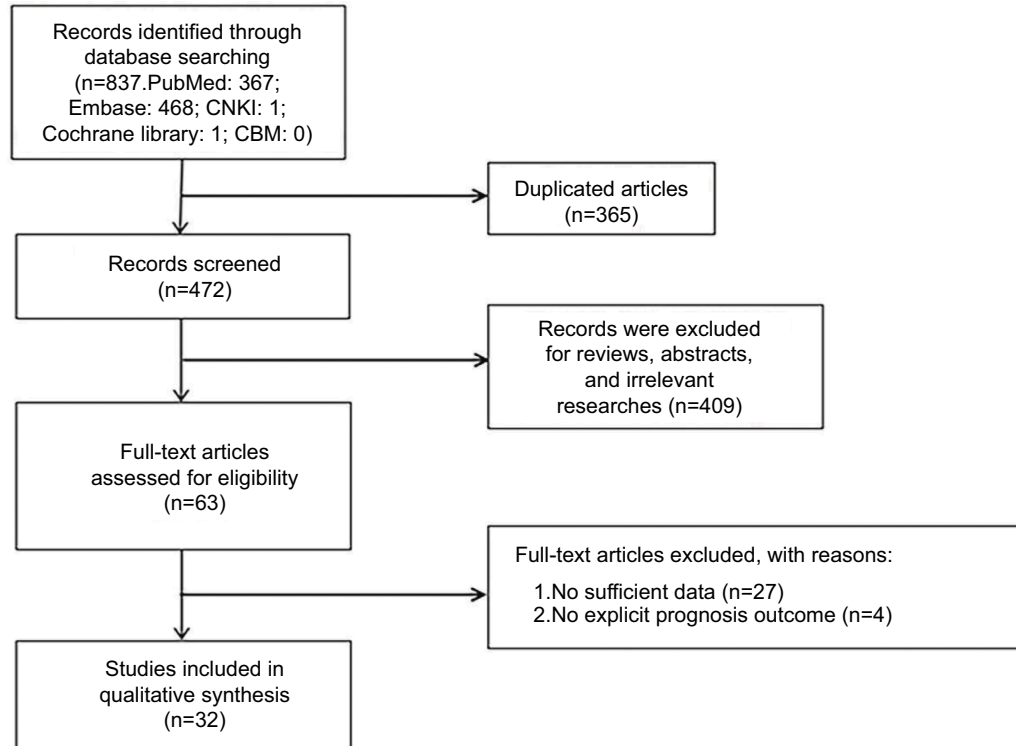 Records identified through
database searching
(n=837.PubMed: 367;
Embase: 468; CNKI: 1;
Cochrane library: 1; CBM: 0)
Duplicated articles
(n=365)
Records screened
(n=472)
Records were excluded
for reviews, abstracts,
and irrelevant
researches (n=409)
Full-text articles
assessed for eligibility
(n=63)
Full-text articles excluded, with reasons:
1.No sufficient data (n=27)
2.No explicit prognosis outcome (n=4)
Studies included in
qualitative synthesis
(n=32)